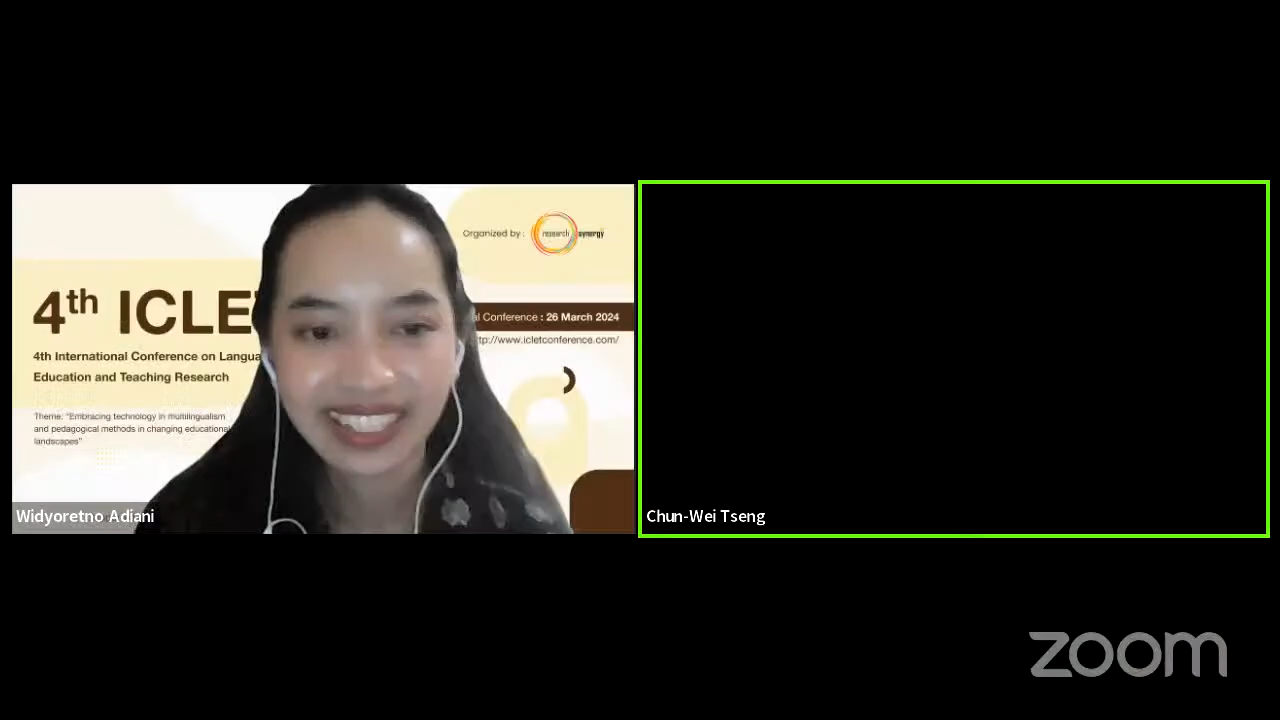 Organized by :
research synergy
4th ICLE
al Conference : 26 March 2024
4th International Conference on Langua
ttp://www.icletconference.com/
Education and Teaching Research
Theme: "Embracing technology in multilingualism
and pedagogical methods in changing educational
landscapes"
Widyoretno Adiani
Chun-Wei Tseng
zoom